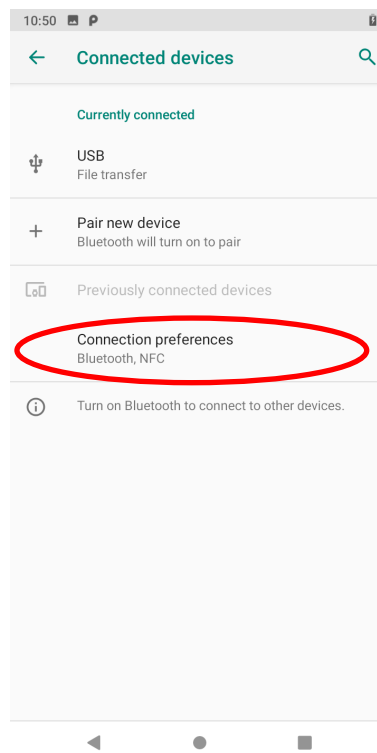 10:50
Connected devices
Currently connected
USB
File transfer
Pair new device
Bluetooth will turn on to pair
Previously connected devices
Connection preferences
Bluetooth, NFC
Turn on Bluetooth to connect to other devices.